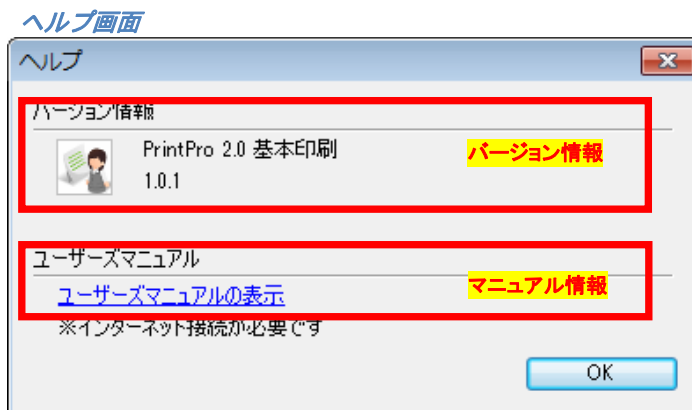 ヘルプ画面
ヘルプ
バージョン情報
PrintPro 2.0 基本印刷
バージョン情報
1.0.1
ユーザーズマニュアル
ユーザーズマニュアルの表示
マニュアル情報
※インターネット接続が必要です
OK